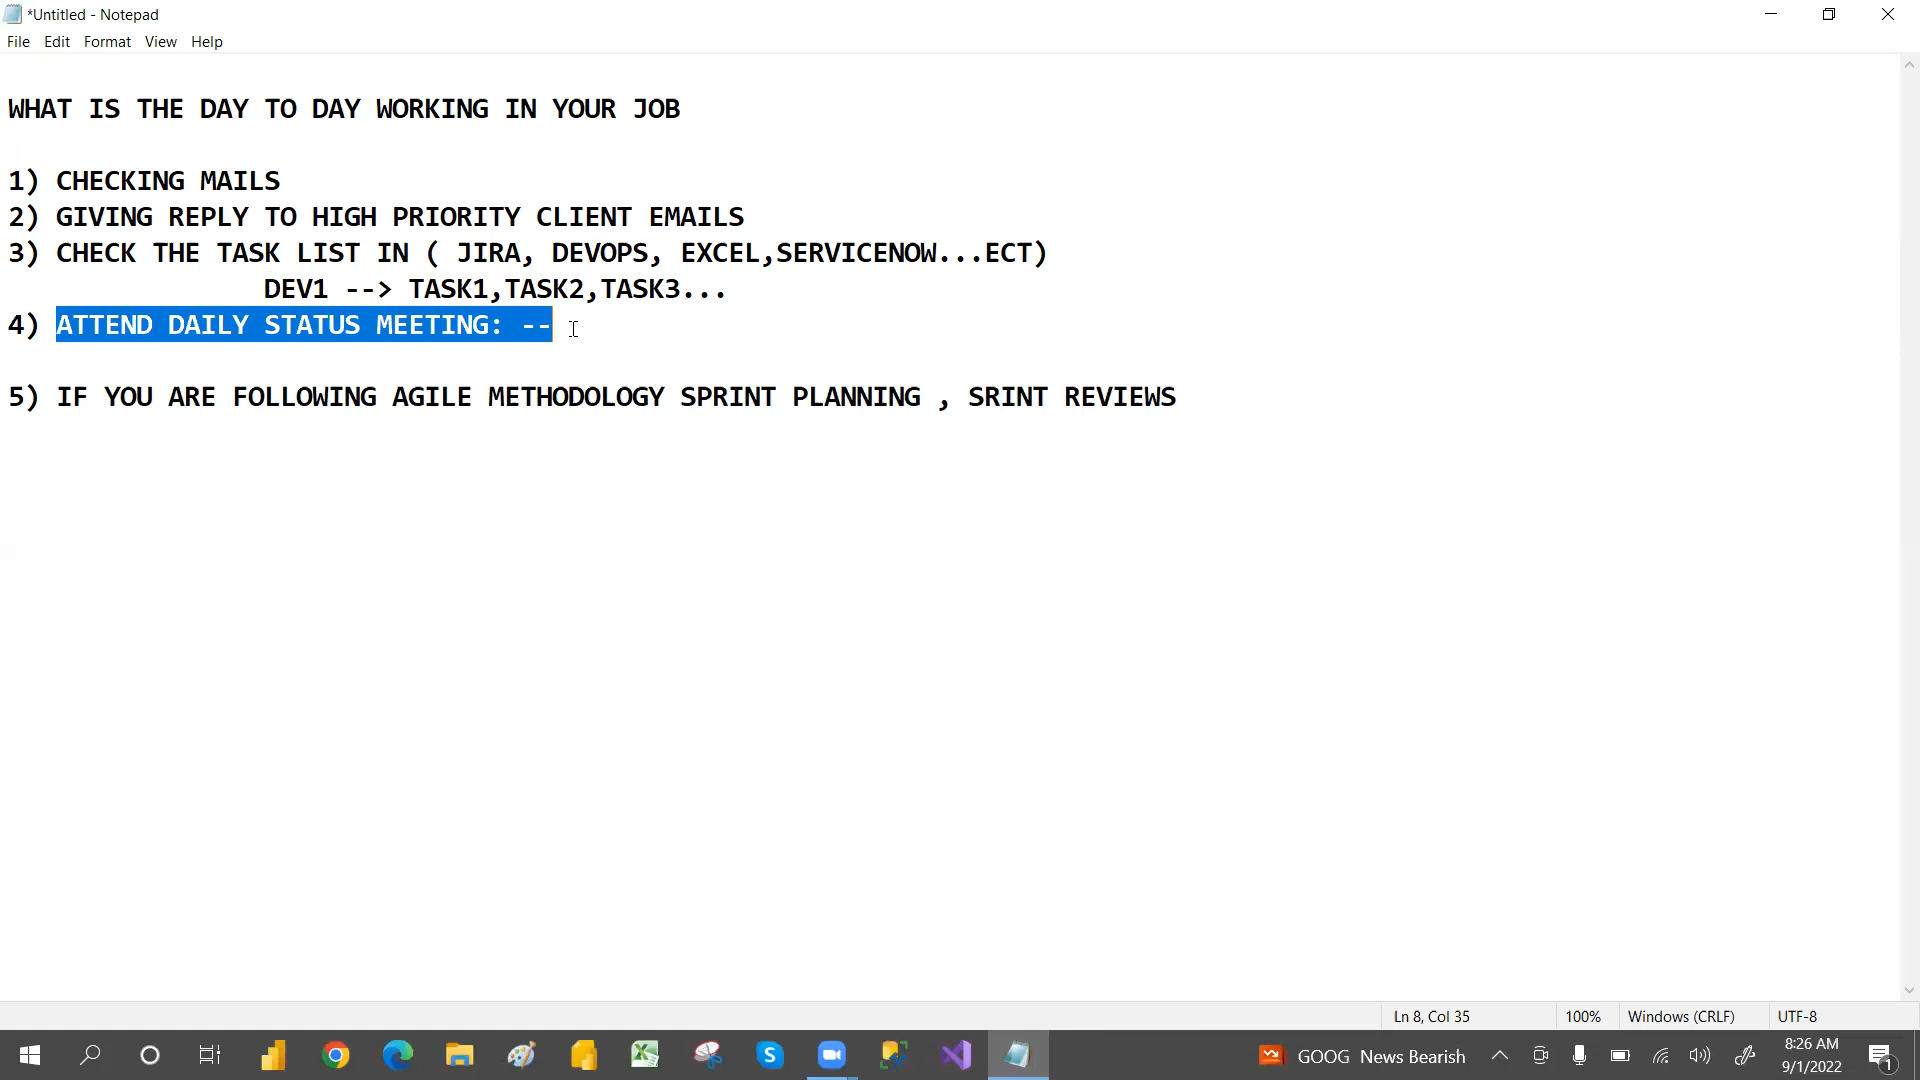 *Untitled - Notepad
File Edit Format View Help
WHAT IS THE DAY TO DAY WORKING IN YOUR JOB
1) CHECKING MAILS
2) GIVING REPLY TO HIGH PRIORITY CLIENT EMAILS
3) CHECK THE TASK LIST IN ( JIRA, DEVOPS, EXCEL,SERVICENOW...ECT)
DEV1 --> TASK1,TASK2,TASK3...
4) ATTEND DAILY STATUS MEETING: --
5) IF YOU ARE FOLLOWING AGILE METHODOLOGY SPRINT PLANNING , SRINT REVIEWS
Ln 8, Col 35 100% Windows (CRLF) UTF-8
GOOG News Bearish
8:26 AM
9/1/2022
1